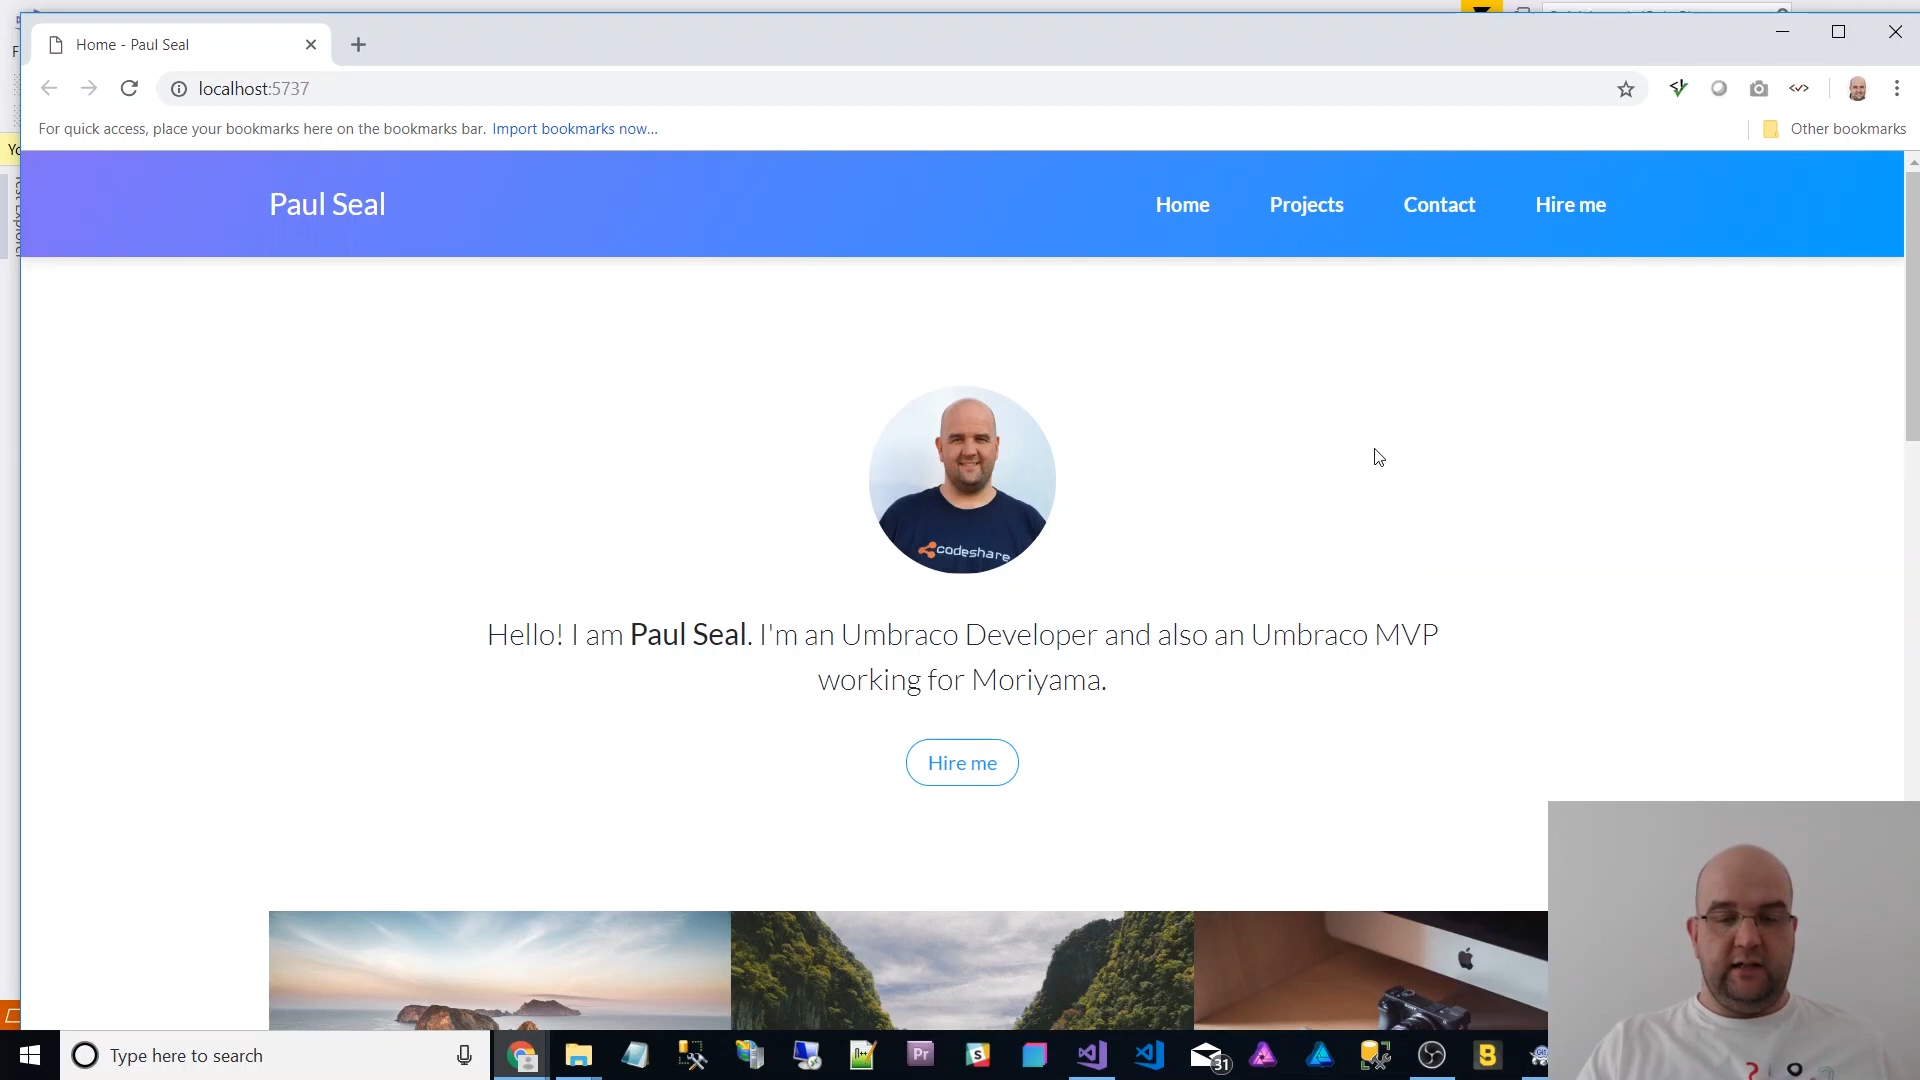 Home - Paul Seal
localhost:5737
For quick access, place your bookmarks here on the bookmarks bar. Import bookmarks now...
Other bookmarks
Paul Seal
Home
Projects
Contact
Hire me
codeshare
Hello! I am Paul Seal. I'm an Umbraco Developer and also an Umbraco MVP
working for Moriyama.
Hire me
Type here to search
Pr
31